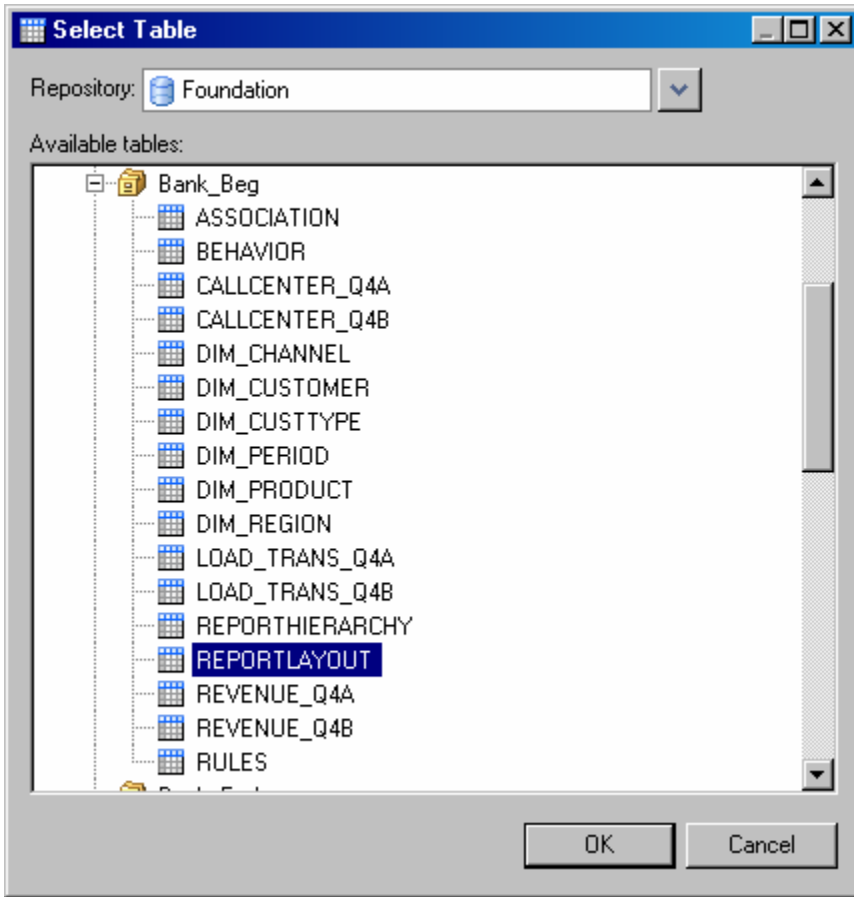 Select Table
Repository: Foundation
Available tables:
Bank_Beg
ASSOCIATION
BEHAVIOR
CALLCENTER_Q4A
CALLCENTER_Q4B
DIM_CHANNEL
DIM_CUSTOMER
DIM_CUSTTYPE
DIM_PERIOD
DIM_PRODUCT
DIM_REGION
LOAD_TRANS_Q4A
LOAD_TRANS_Q4B
REPORTHIERARCHY
REPORTLAYOUT
REVENUE_Q4A
REVENUE_Q4B
RULES
OK Cancel